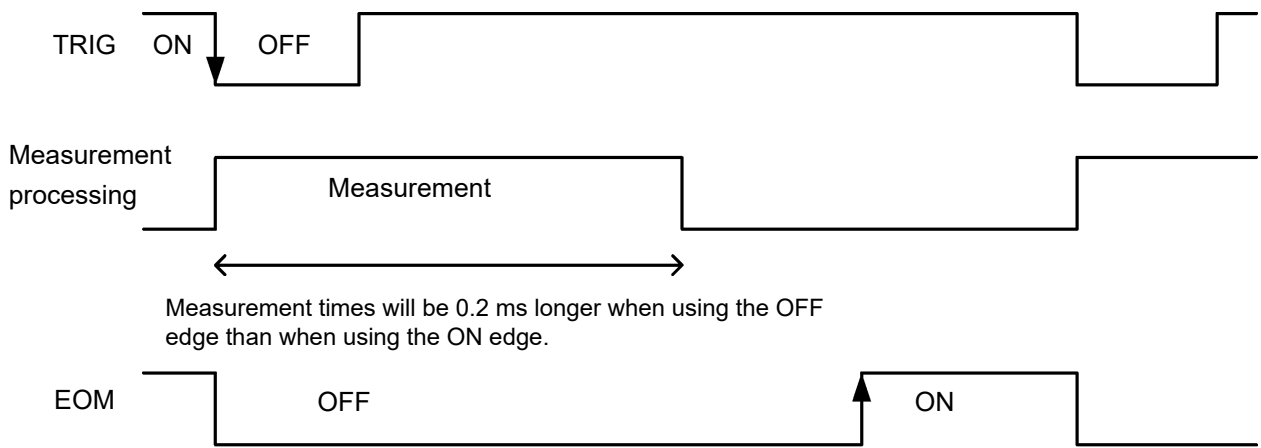 TRIG ON OFF
Measurement
processing
Measurement
Measurement times will be 0.2 ms longer when using the OFF
edge than when using the ON edge.
EOM OFF ON